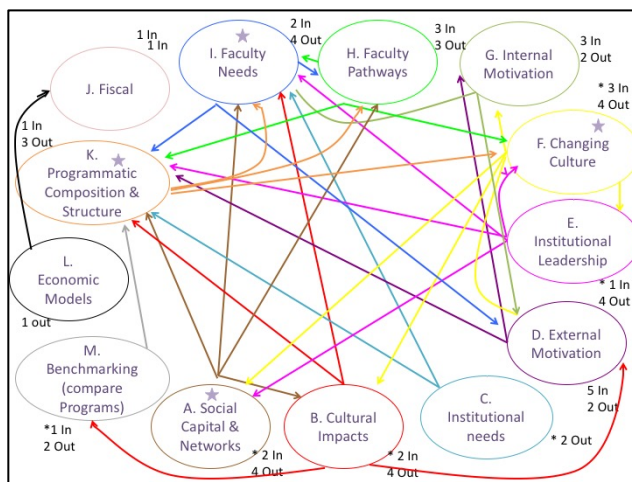 1 In
1 In
J. Fiscal
I. Faculty
Needs
2 In
4 Out
H. Faculty
Pathways
3 In
3 Out
G. Internal
Motivation
3 In
2 Out
* 3 In
4 Out
F. Changing
Culture
1 In
3 Out
K.
Programmatic
Composition &
Structure
E.
Institutional
Leadership
* 1 In
4 Out
L.
Economic
Models
1 out
D. External
Motivation
5 In
2 Out
M.
Benchmarking
(compare
Programs)
*1 In
2 Out
A. Social
Capital &
Networks
* 2 In
4 Out
B. Cultural
Impacts
* 2 In
4 Out
C.
Institutional
needs
* 2 Out